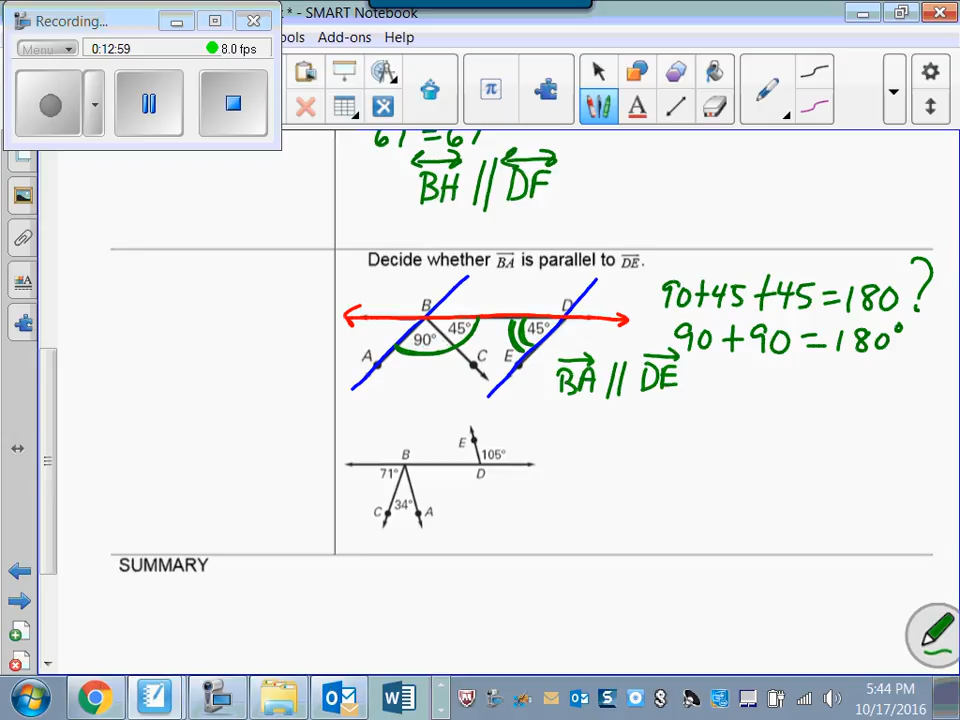 * - SMART Notebook
Recording...
Menu 0:12:59 8.0 fps
ools Add-ons Help
π
A
67 = 67
BH // DF
Decide whether BA is parallel to DE.
90+45+45=180?
90+90=180°
BA // DE
B D
45° 45°
90°
A C E
E
105°
B
71° D
34°
C A
SUMMARY
5:44 PM
10/17/2016